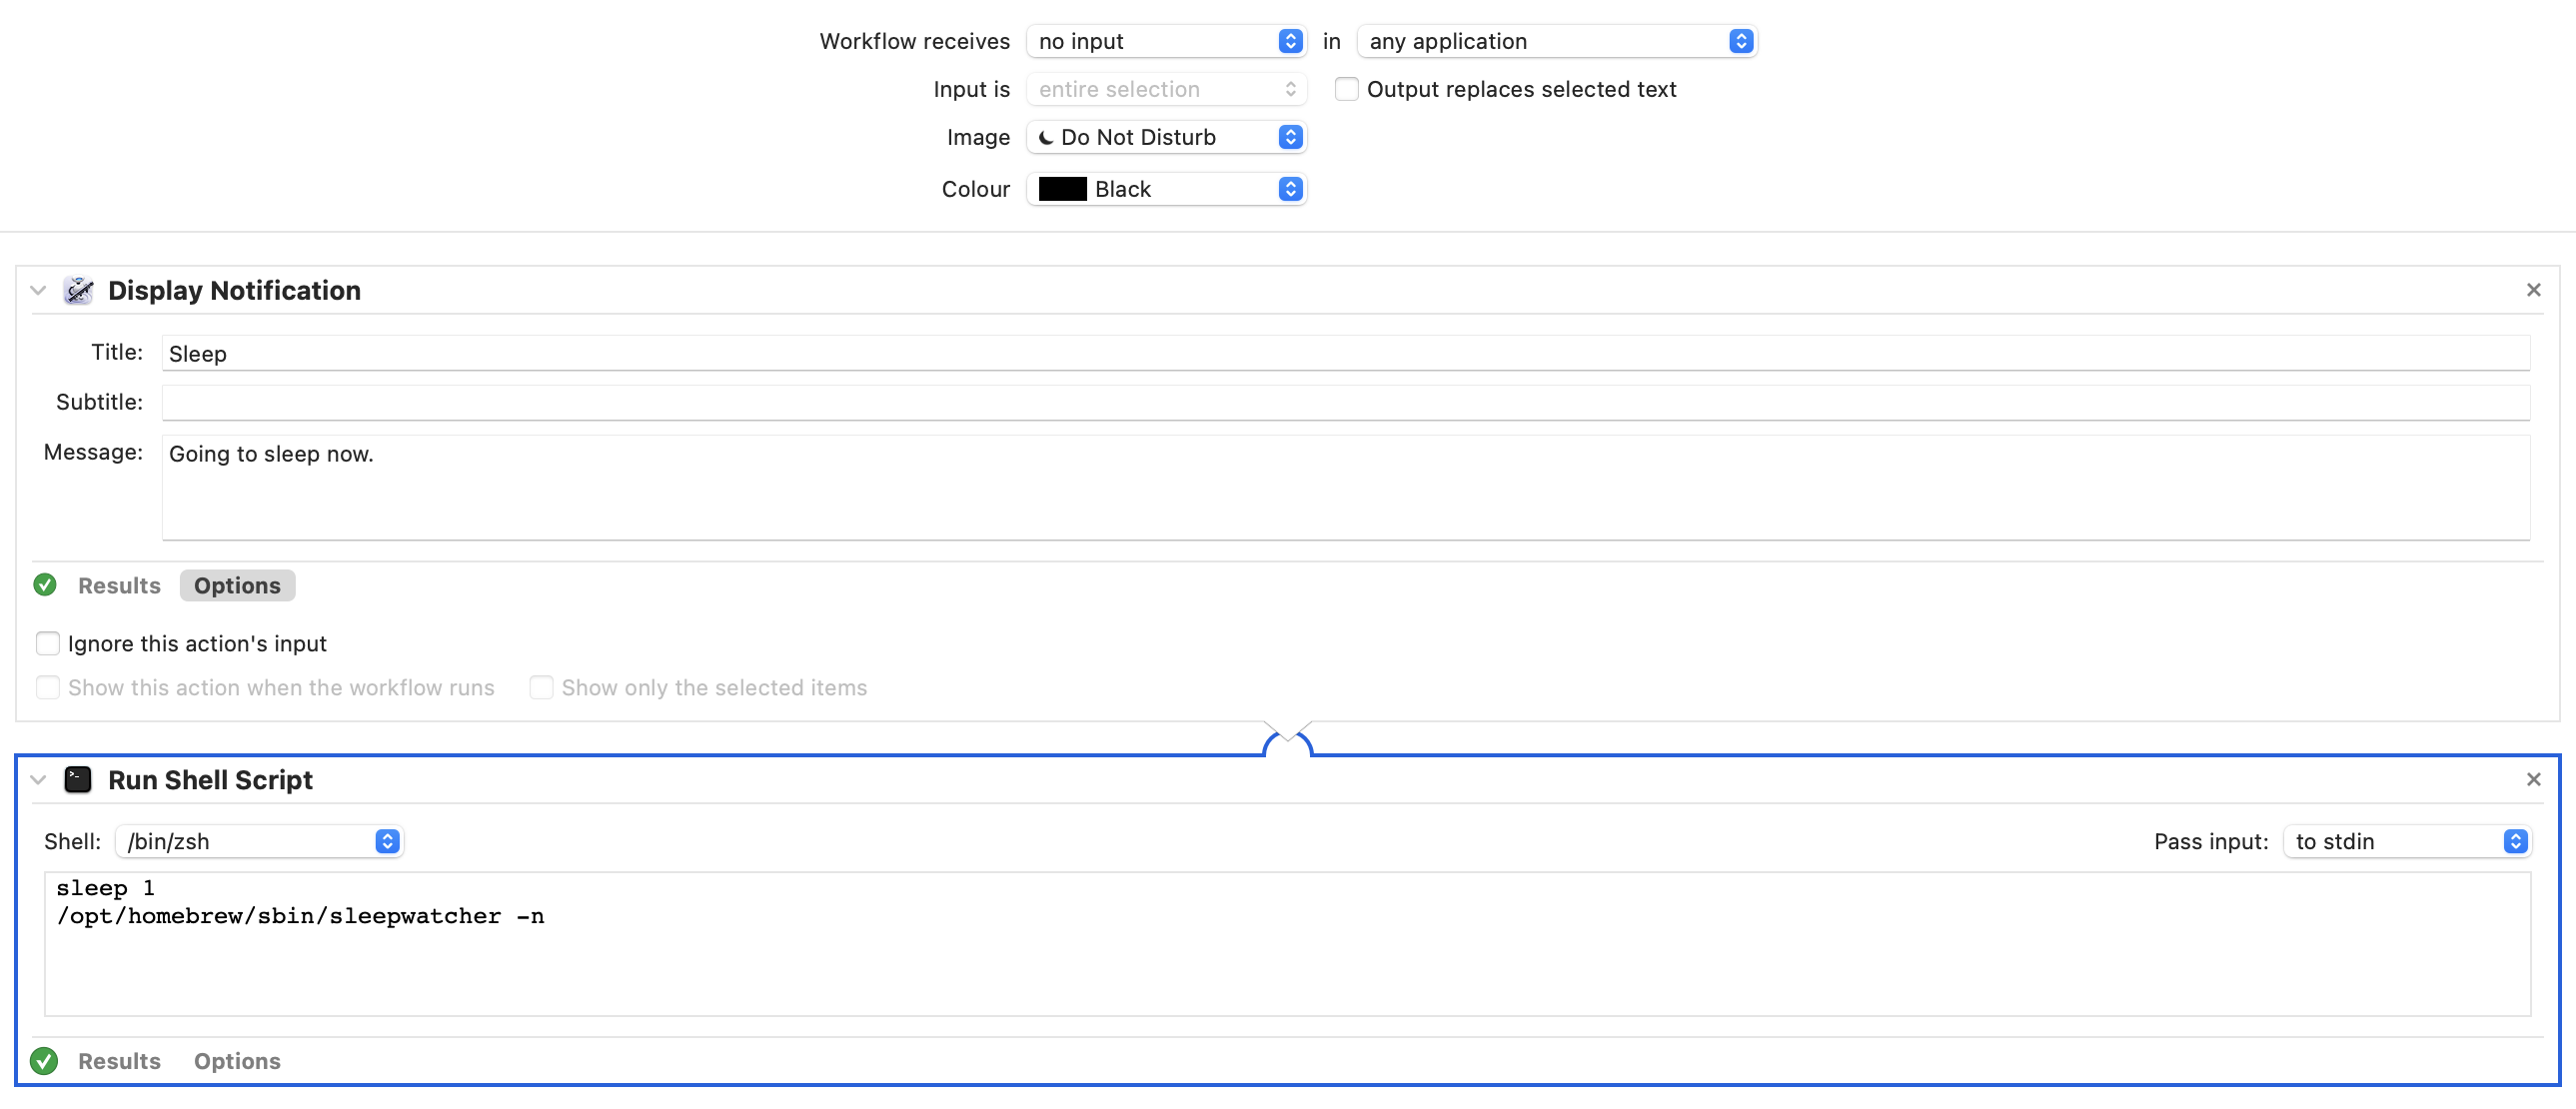 Workflow receives no input in any application
Input is entire selection Output replaces selected text
Image Do Not Disturb
Colour Black
Display Notification
Title: Sleep
Subtitle:
Message: Going to sleep now.
Results Options
Ignore this action's input
Show this action when the workflow runs Show only the selected items
Run Shell Script
Shell: /bin/zsh Pass input: to stdin
sleep 1
/opt/homebrew/sbin/sleepwatcher -n
Results Options